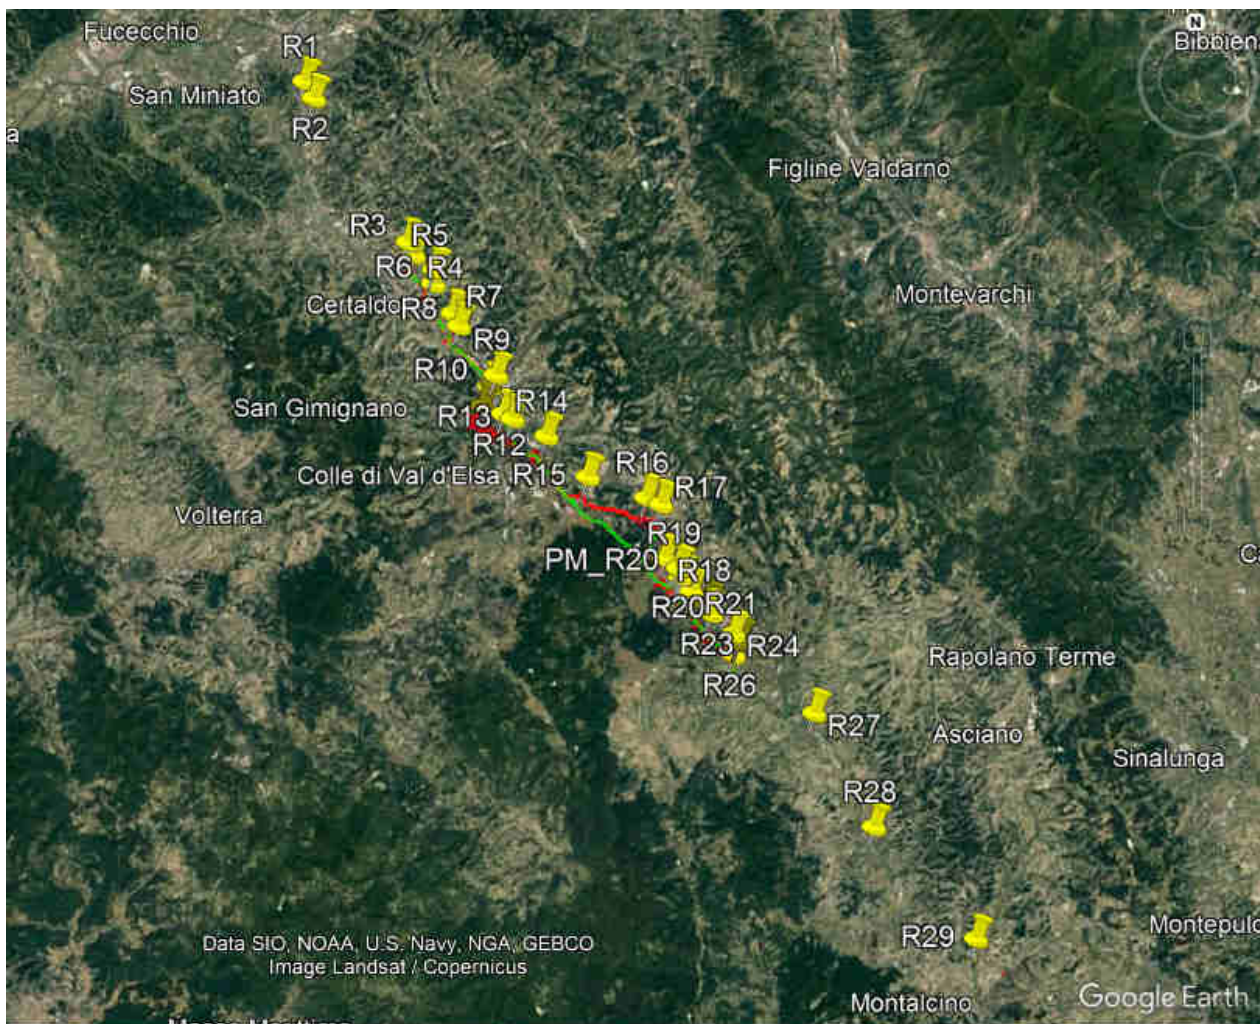 N
Fucecchio
Bibbien
R1
San Miniato
R2
a
Figline Valdarno
R3
R5
R6
R4
Montevarchi
Certaldo
R8
R7
R9
R10
San Gimignano
R13
R14
R12
R15
R16
Colle di Val d'Elsa
R17
Volterra
R19
PM_R20
R18
Ca
R20
R21
R23
R24
Rapolano Terme
R26
R27
Asciano
Sinalunga
R28
R29
Montepulc
Data SIO, NOAA, U.S. Navy, NGA, GEBCO
Image Landsat / Copernicus
Montalcino
Google Earth